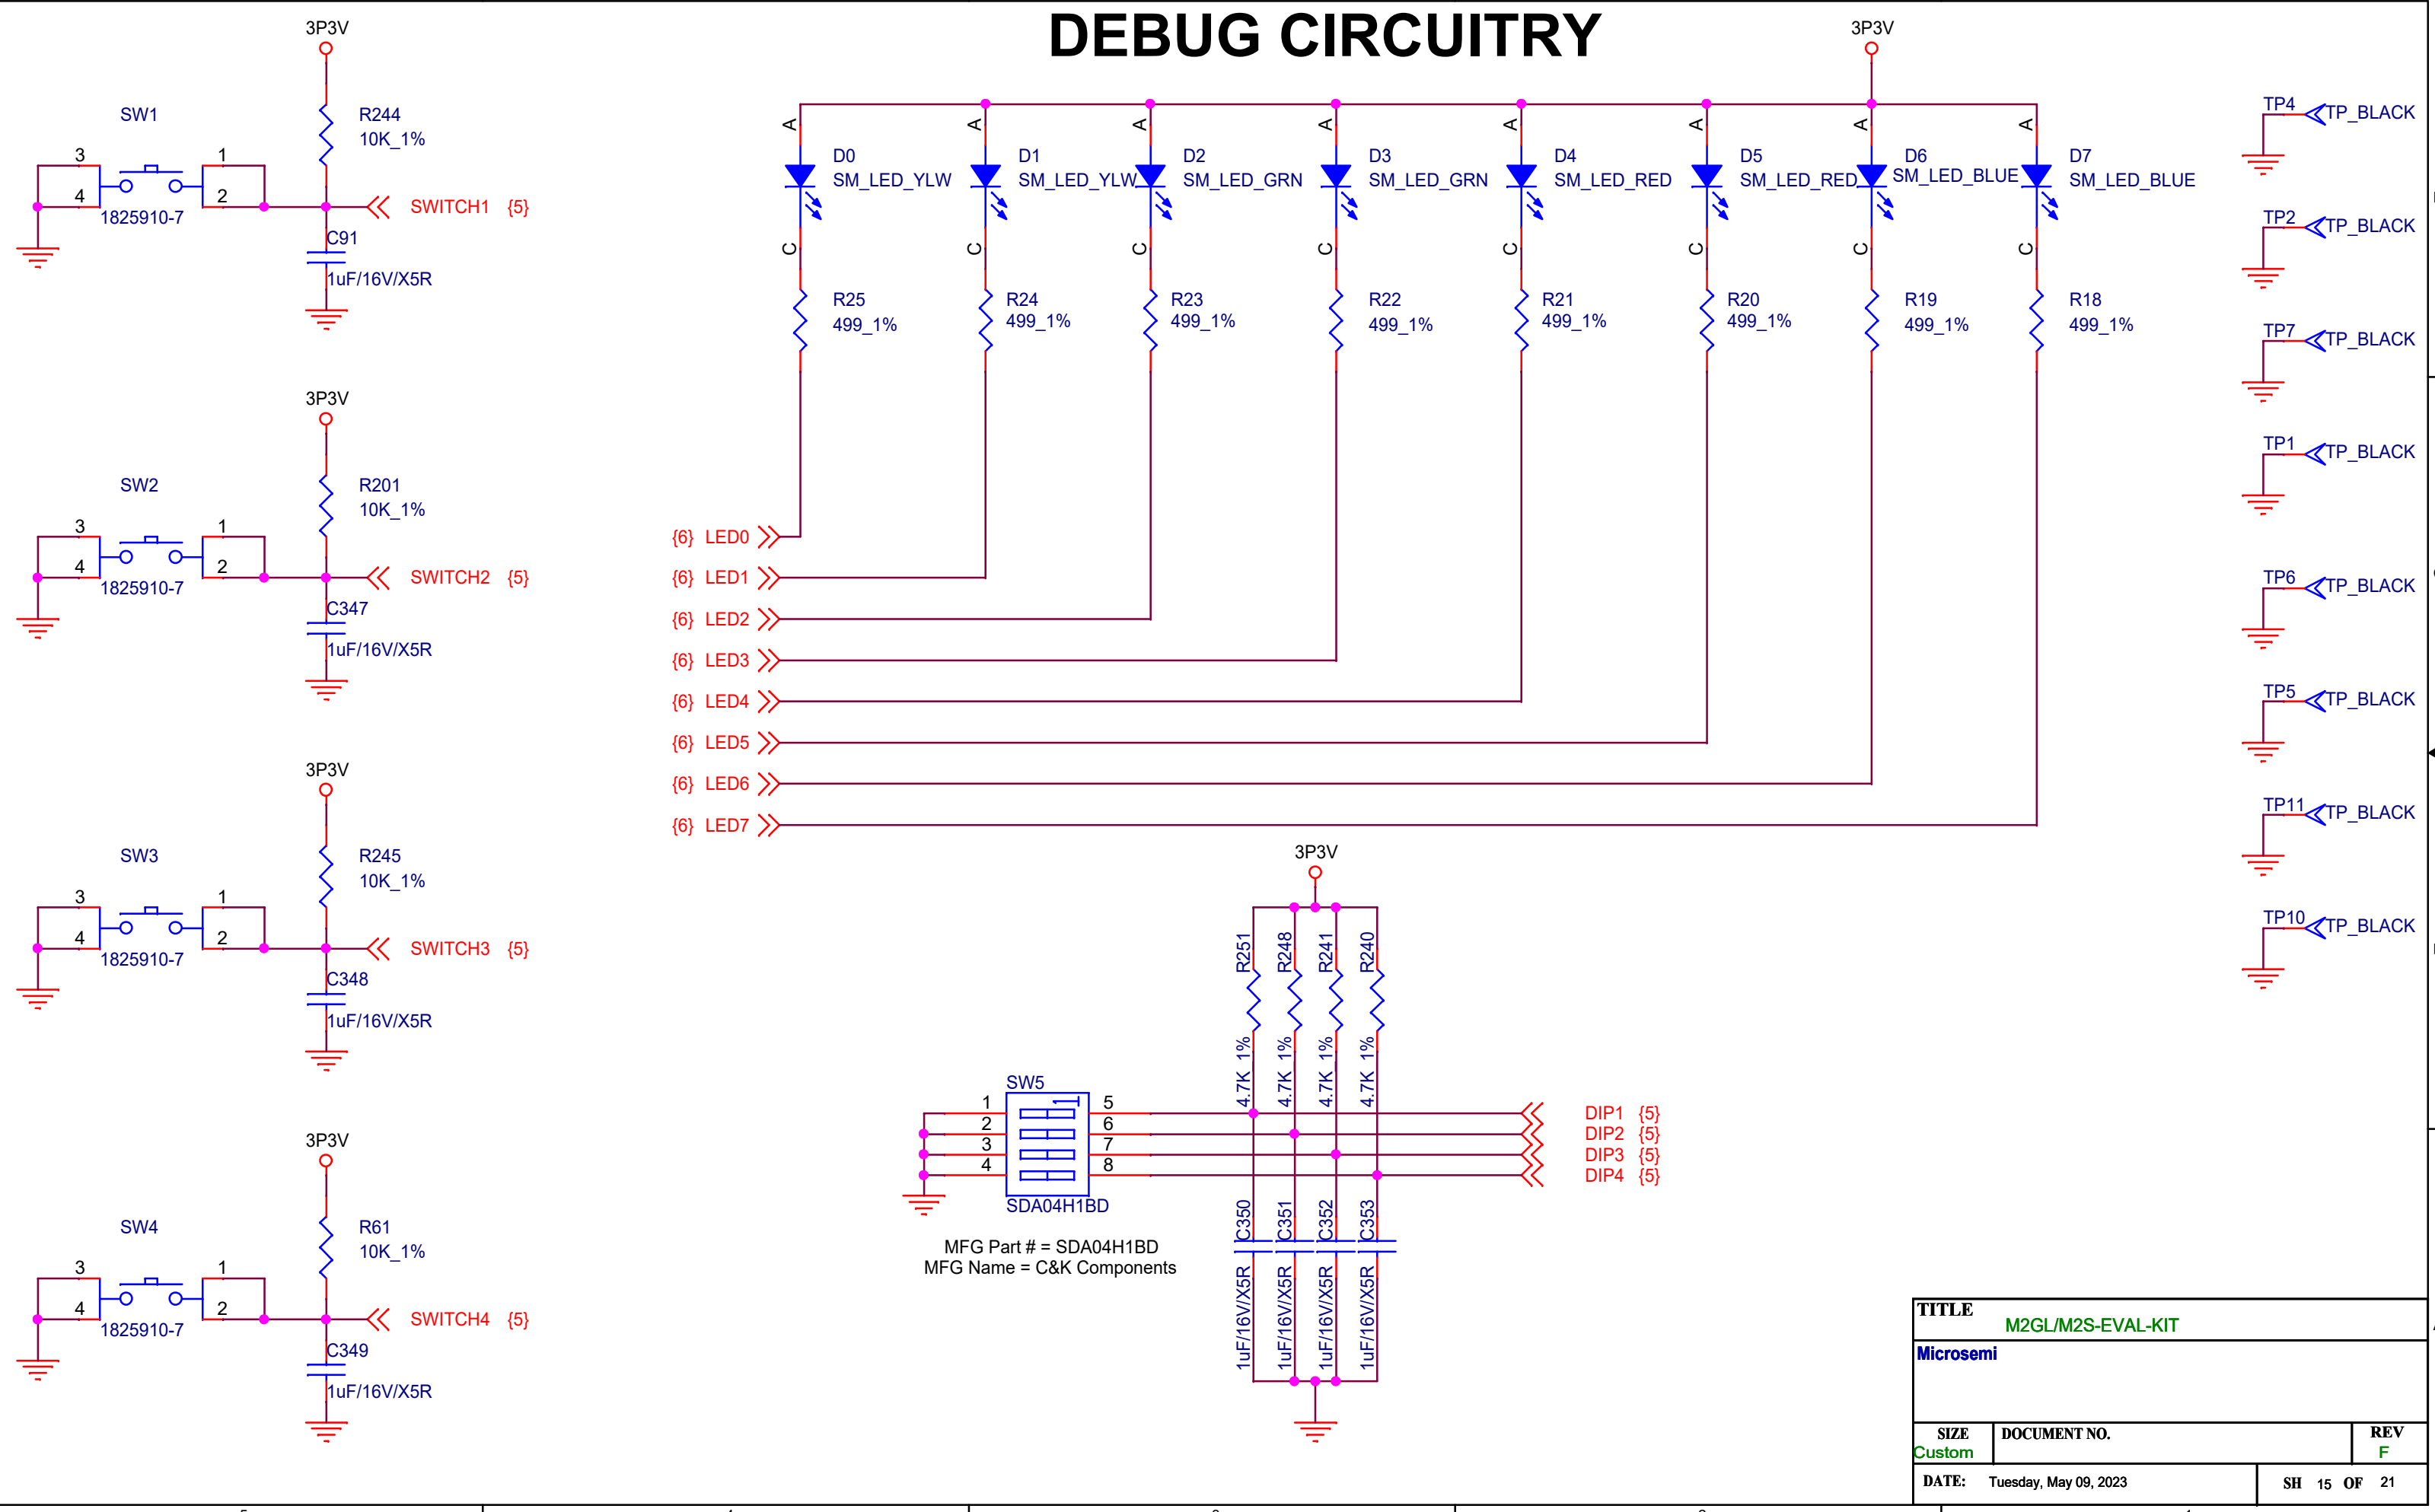 DEBUG CIRCUITRY
3P3V
SW1
R244
10K_1%
3
1
4
2
1825910-7
SWITCH1 {5}
C91
1uF/16V/X5R
3P3V
SW2
R201
10K_1%
3
1
4
2
1825910-7
SWITCH2 {5}
C347
1uF/16V/X5R
3P3V
SW3
R245
10K_1%
3
1
4
2
1825910-7
SWITCH3 {5}
C348
1uF/16V/X5R
3P3V
SW4
R61
10K_1%
3
1
4
2
1825910-7
SWITCH4 {5}
C349
1uF/16V/X5R
3P3V
A A A A A A A A
D0
SM_LED_YLW
D1
SM_LED_YLW
D2
SM_LED_GRN
D3
SM_LED_GRN
D4
SM_LED_RED
D5
SM_LED_RED
D6
SM_LED_BLUE
D7
SM_LED_BLUE
C C C C C C C C
R25
499_1%
R24
499_1%
R23
499_1%
R22
499_1%
R21
499_1%
R20
499_1%
R19
499_1%
R18
499_1%
{6} LED0
{6} LED1
{6} LED2
{6} LED3
{6} LED4
{6} LED5
{6} LED6
{6} LED7
3P3V
R251
4.7K 1%
R248
4.7K 1%
R241
4.7K 1%
R240
4.7K 1%
SW5
1
1 5
2 6
3 7
4 8
SDA04H1BD
DIP1 {5}
DIP2 {5}
DIP3 {5}
DIP4 {5}
MFG Part # = SDA04H1BD
MFG Name = C&K Components
C350
1uF/16V/X5R
C351
1uF/16V/X5R
C352
1uF/16V/X5R
C353
1uF/16V/X5R
TP4 TP_BLACK
TP2 TP_BLACK
TP7 TP_BLACK
TP1 TP_BLACK
TP6 TP_BLACK
TP5 TP_BLACK
TP11 TP_BLACK
TP10 TP_BLACK
TITLE
M2GL/M2S-EVAL-KIT
Microsemi
SIZE
Custom
DOCUMENT NO.
REV
F
DATE: Tuesday, May 09, 2023
SH 15 OF 21